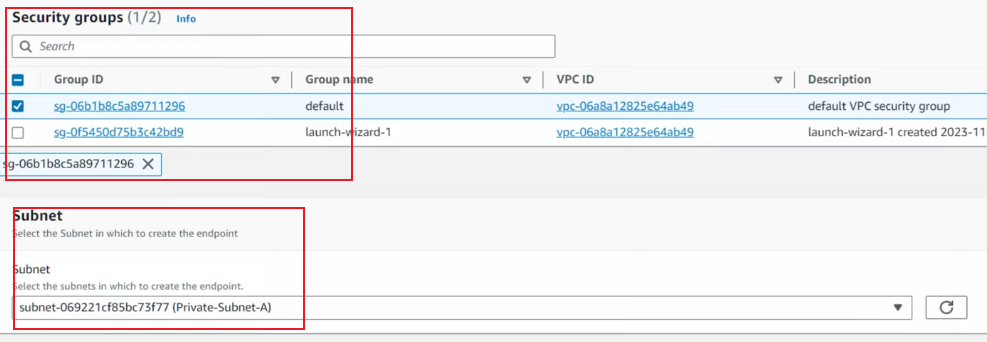 Security groups (1/2) Info
Search
Group ID Group name VPC ID Description
sg-06b1b8c5a89711296 default vpc-06a8a12825e64ab49 default VPC security group
sg-0f5450d75b3c42bd9 launch-wizard-1 vpc-06a8a12825e64ab49 launch-wizard-1 created 2023-11
sg-06b1b8c5a89711296
Subnet
Select the Subnet in which to create the endpoint
Subnet
Select the subnets in which to create the endpoint.
subnet-069221cf85bc73f77 (Private-Subnet-A)